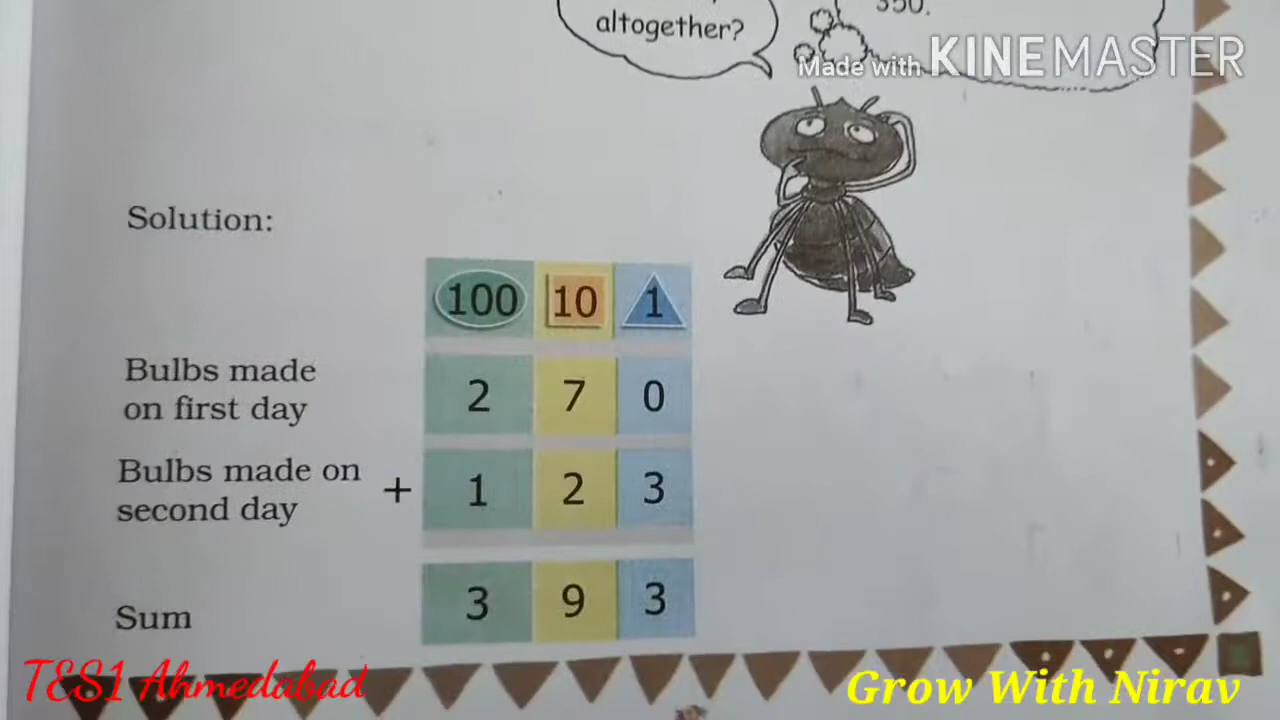 350.
altogether?
Made with KINEMASTER
Solution:
100 10 1
Bulbs made
on first day
2 7 0
Bulbs made on
second day
+ 1 2 3
Sum 3 9 3
TES1 Ahmedabad
Grow With Nirav